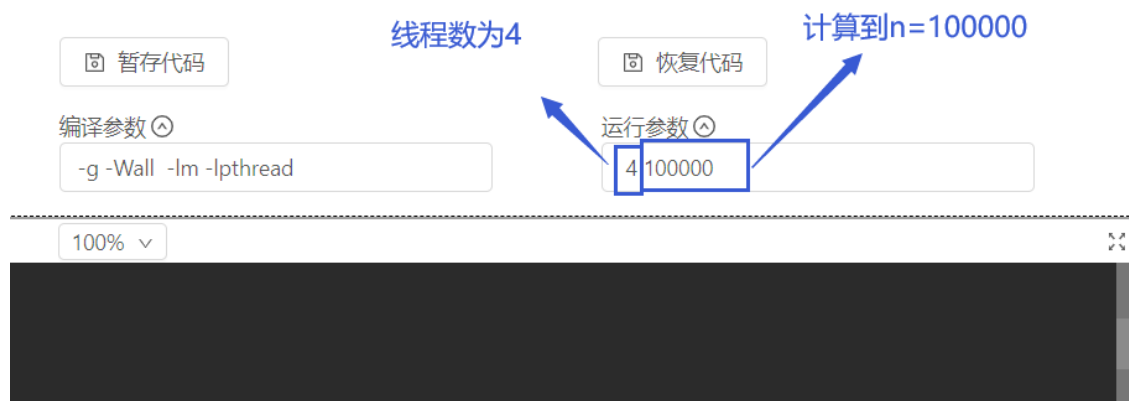 线程数为4
计算到n=100000
暂存代码
恢复代码
编译参数
运行参数
-g -Wall -lm -lpthread
4 100000
100%